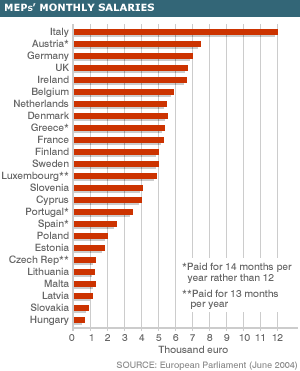 MEPs' MONTHLY SALARIES
Italy
Austria*
Germany
UK
Ireland
Belgium
Netherlands
Denmark
Greece*
France
Finland
Sweden
Luxembourg**
Slovenia
Cyprus
Portugal*
Spain*
Poland
Estonia
Czech Rep**
Lithuania
Malta
Latvia
Slovakia
Hungary
*Paid for 14 months per
year rather than 12
**Paid for 13 months
per year
0 1 2 3 4 5 6 7 8 9 10 11 12
Thousand euro
SOURCE: European Parliament (June 2004)